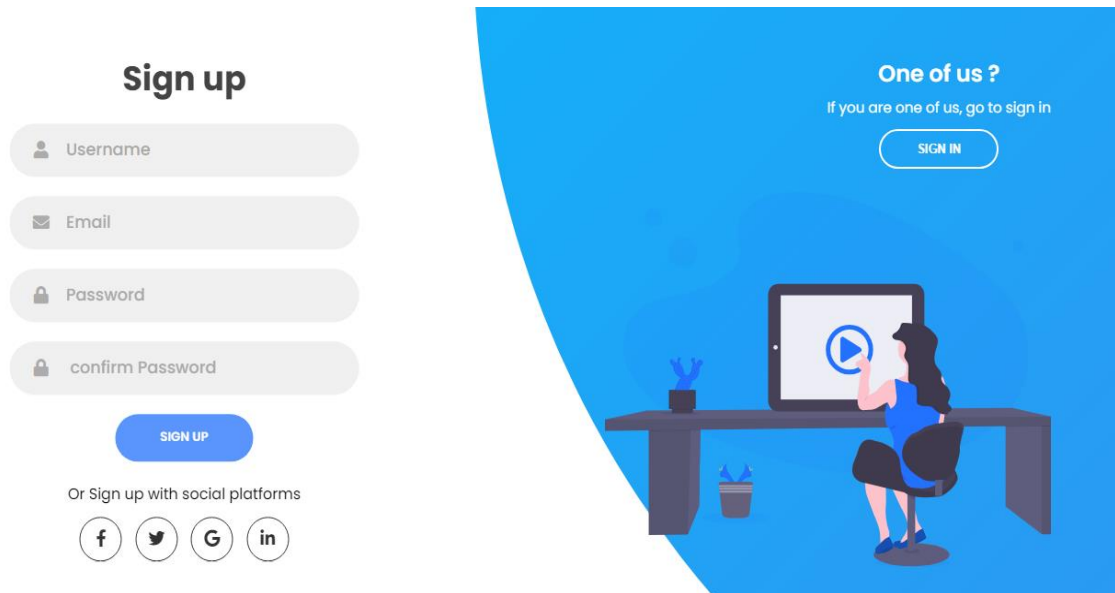 Sign up
Username
Email
Password
confirm Password
SIGN UP
Or Sign up with social platforms
f
G
in
One of us ?
If you are one of us, go to sign in
SIGN IN